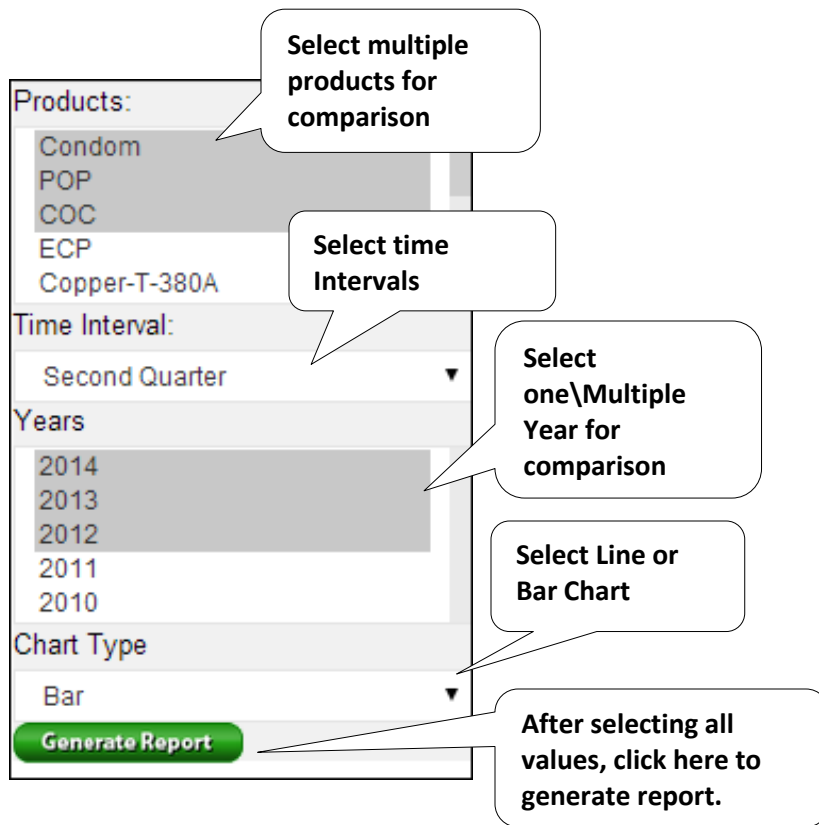 Select multiple
products for
comparison
Products:
Condom
POP
COC
ECP
Copper-T-380A
Select time
Intervals
Time Interval:
Second Quarter
Select
one\Multiple
Year for
comparison
Years
2014
2013
2012
2011
2010
Select Line or
Bar Chart
Chart Type
Bar
Generate Report
After selecting all
values, click here to
generate report.